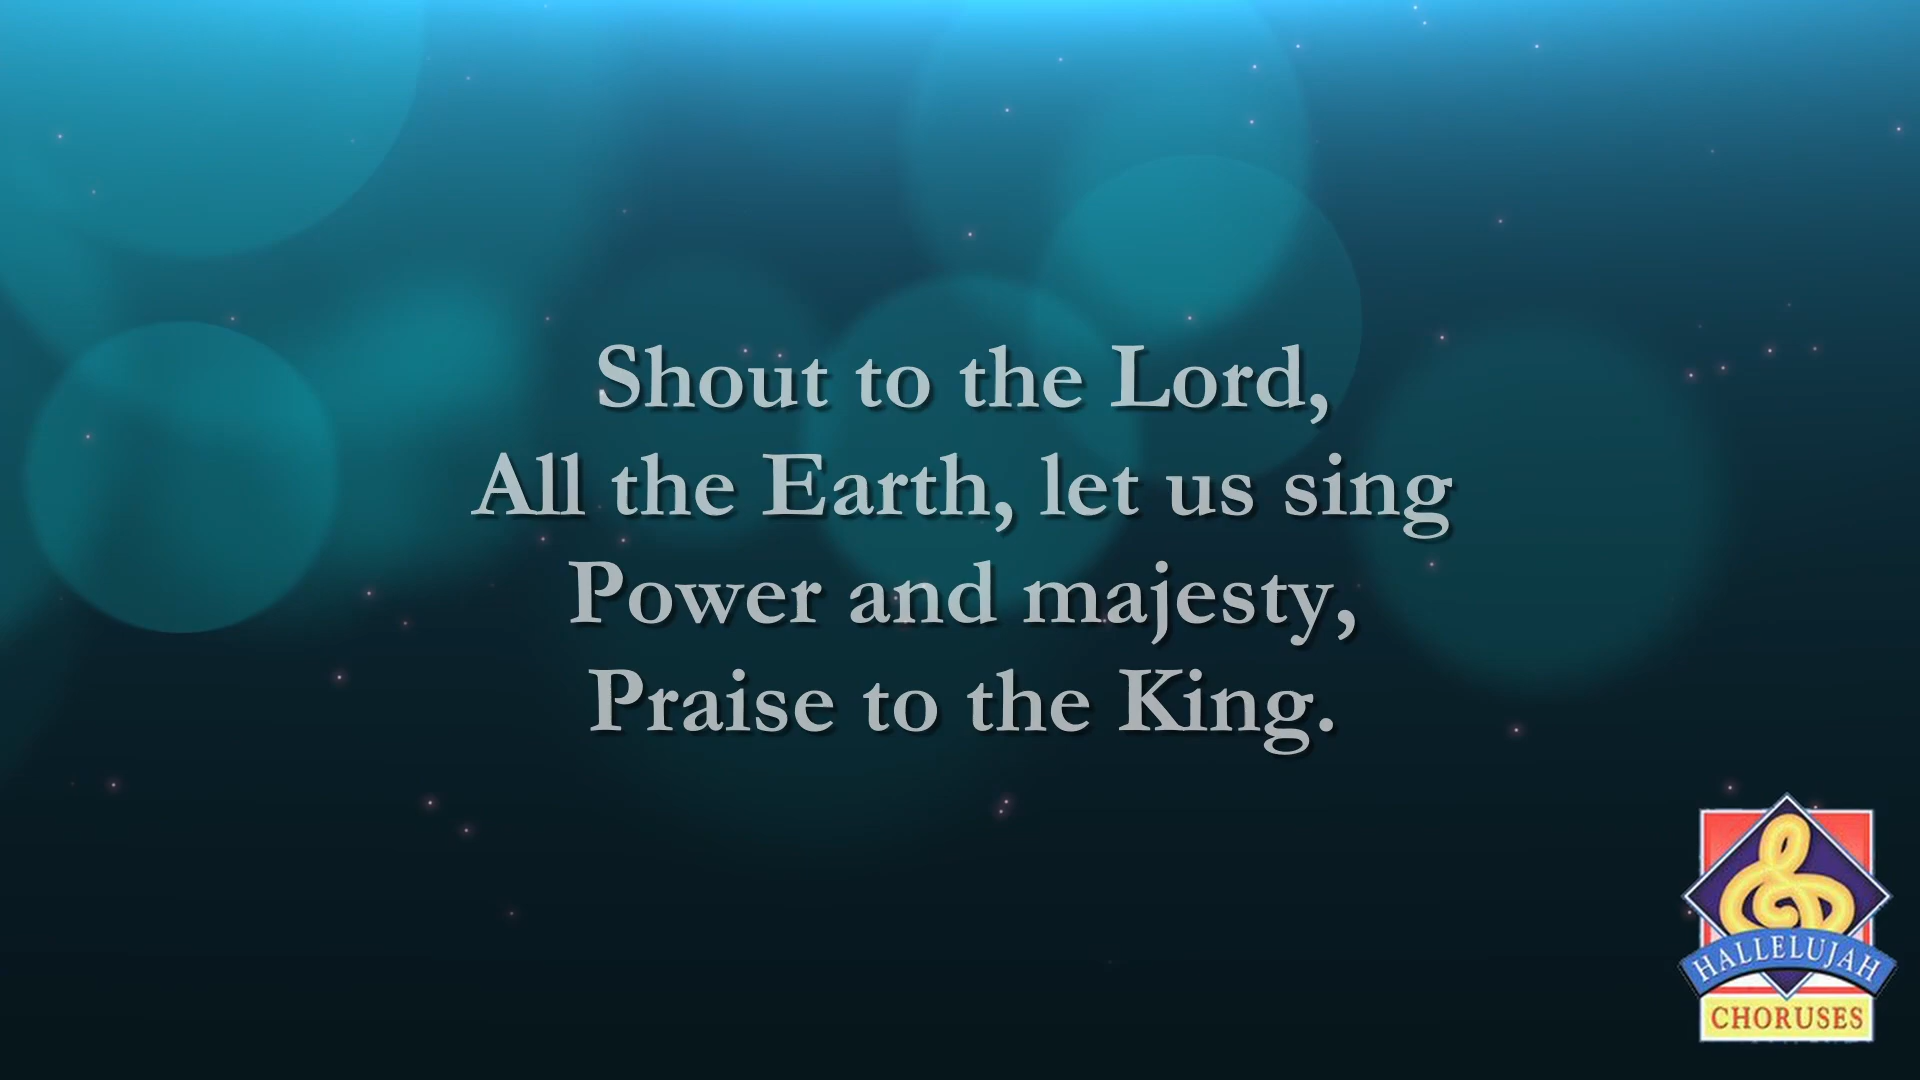 Shout to the Lord,
All the Earth, let us sing
Power and majesty,
Praise to the King.
HALLELUJAH
CHORUSES